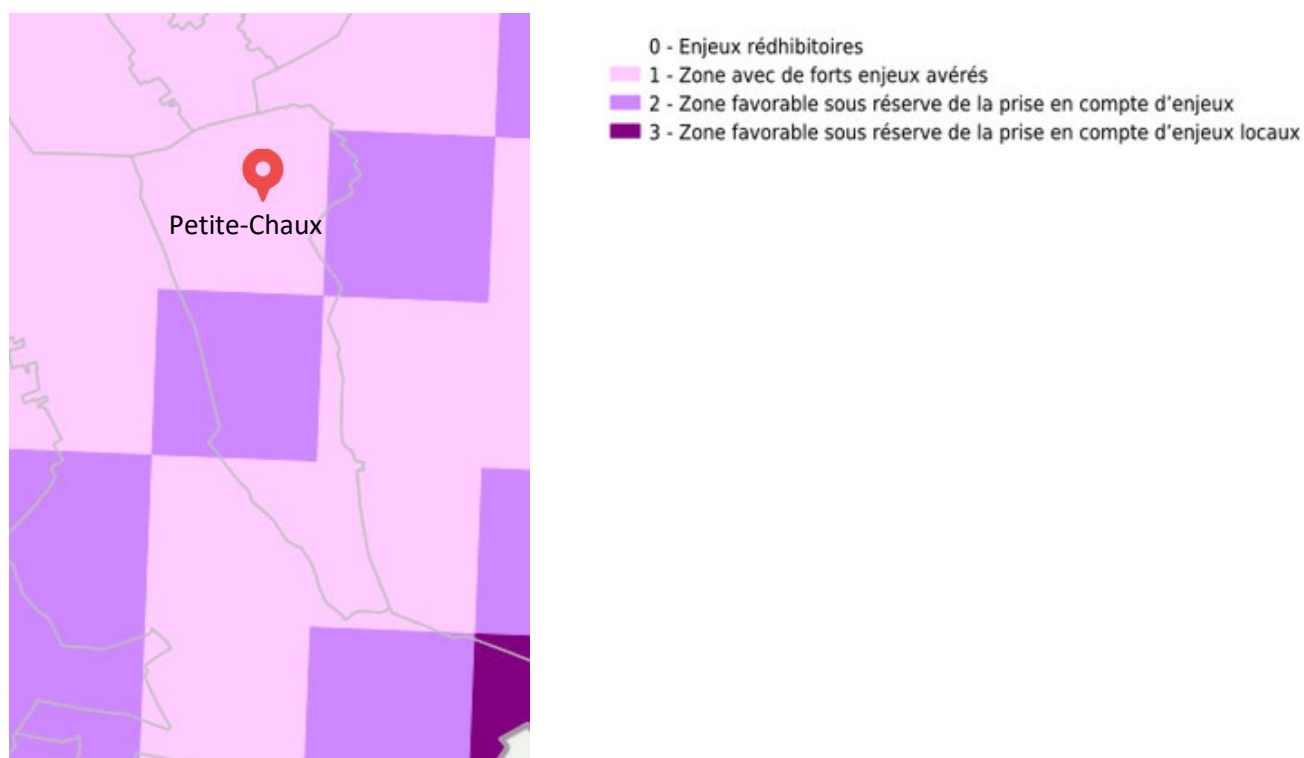 0 - Enjeux rédhibitoires
1 - Zone avec de forts enjeux avérés
2 - Zone favorable sous réserve de la prise en compte d'enjeux
3 - Zone favorable sous réserve de la prise en compte d'enjeux locaux
Petite-Chaux